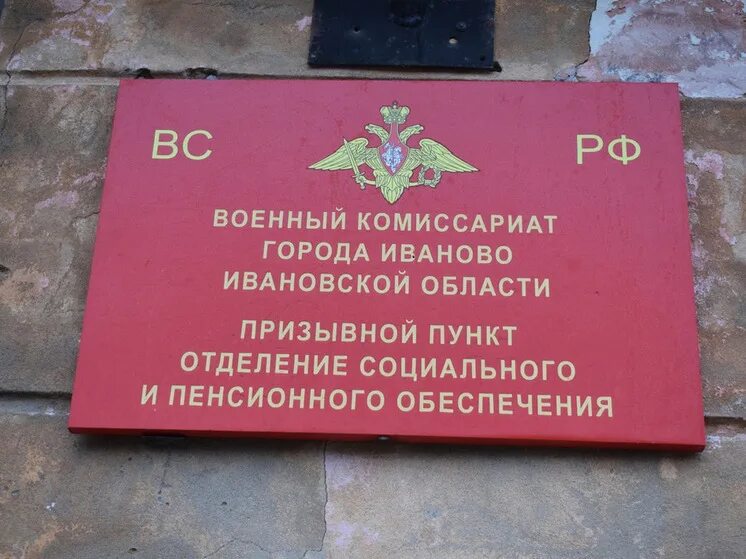 ВС РФ
ВОЕННЫЙ КОМИССАРИАТ
ГОРОДА ИВАНОВО
ИВАНОВСКОЙ ОБЛАСТИ
ПРИЗЫВНОЙ ПУНКТ
ОТДЕЛЕНИЕ СОЦИАЛЬНОГО
И ПЕНСИОННОГО ОБЕСПЕЧЕНИЯ